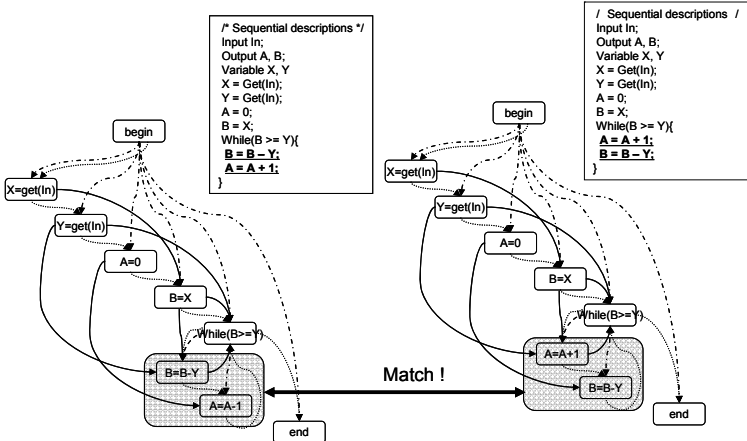 /* Sequential descriptions */
Input In;
Output A, B;
Variable X, Y
X = Get(In);
Y = Get(In);
A = 0;
B = X;
While(B >= Y){
B = B – Y;
A = A + 1;
}
begin
X=get(In)
Y=get(In)
A=0
B=X
While(B>=Y)
B=B-Y
A=A-1
end
Match !
/ Sequential descriptions /
Input In;
Output A, B;
Variable X, Y
X = Get(In);
Y = Get(In);
A = 0;
B = X;
While(B >= Y){
A = A + 1;
B = B – Y;
}
begin
X=get(In)
Y=get(In)
A=0
B=X
While(B>=Y)
A=A+1
B=B-Y
end